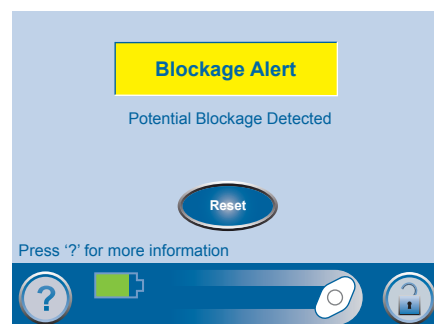 Blockage Alert
Potential Blockage Detected
Reset
Press ‘?’ for more information
?